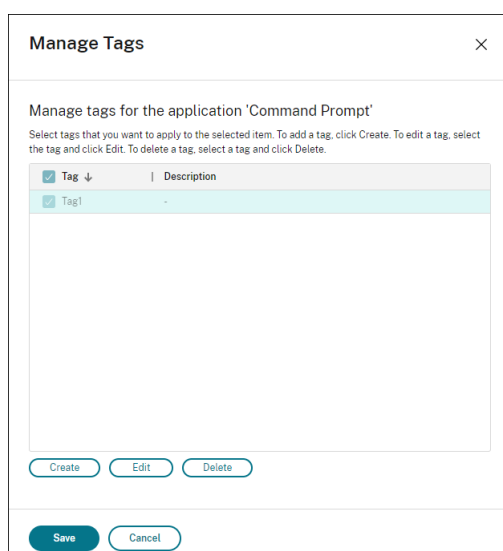 Manage Tags
Manage tags for the application 'Command Prompt'
Select tags that you want to apply to the selected item. To add a tag, click Create. To edit a tag, select
the tag and click Edit. To delete a tag, select a tag and click Delete.
Tag ↓ | Description
Tag1 -
Create Edit Delete
Save Cancel